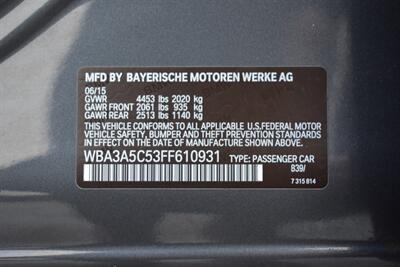 MFD BY BAYERISCHE MOTOREN WERKE AG
06/15
GVWR 4453 lbs 2020 kg
GAWR FRONT 2061 lbs 935 kg
GAWR REAR 2513 lbs 1140 kg
THIS VEHICLE CONFORMS TO ALL APPLICABLE
U.S.FEDERAL MOTOR
VEHICLE SAFETY, BUMPER, AND THEFT PREVENTION
STANDARDS IN EFFECT ON THE DATE OF
MANUFACTURE SHOWN ABOVE.
WBA3A5C53FF610931 TYPE: PASSENGER CAR
B39/
7 315 814